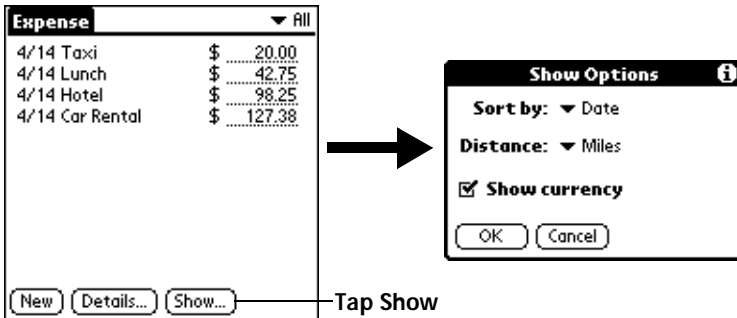 Expense All
4/14 Taxi $ 20.00
4/14 Lunch $ 42.75
4/14 Hotel $ 98.25
4/14 Car Rental $ 127.38
New Details... Show...
Tap Show
Show Options i
Sort by: Date
Distance: Miles
Show currency
OK Cancel